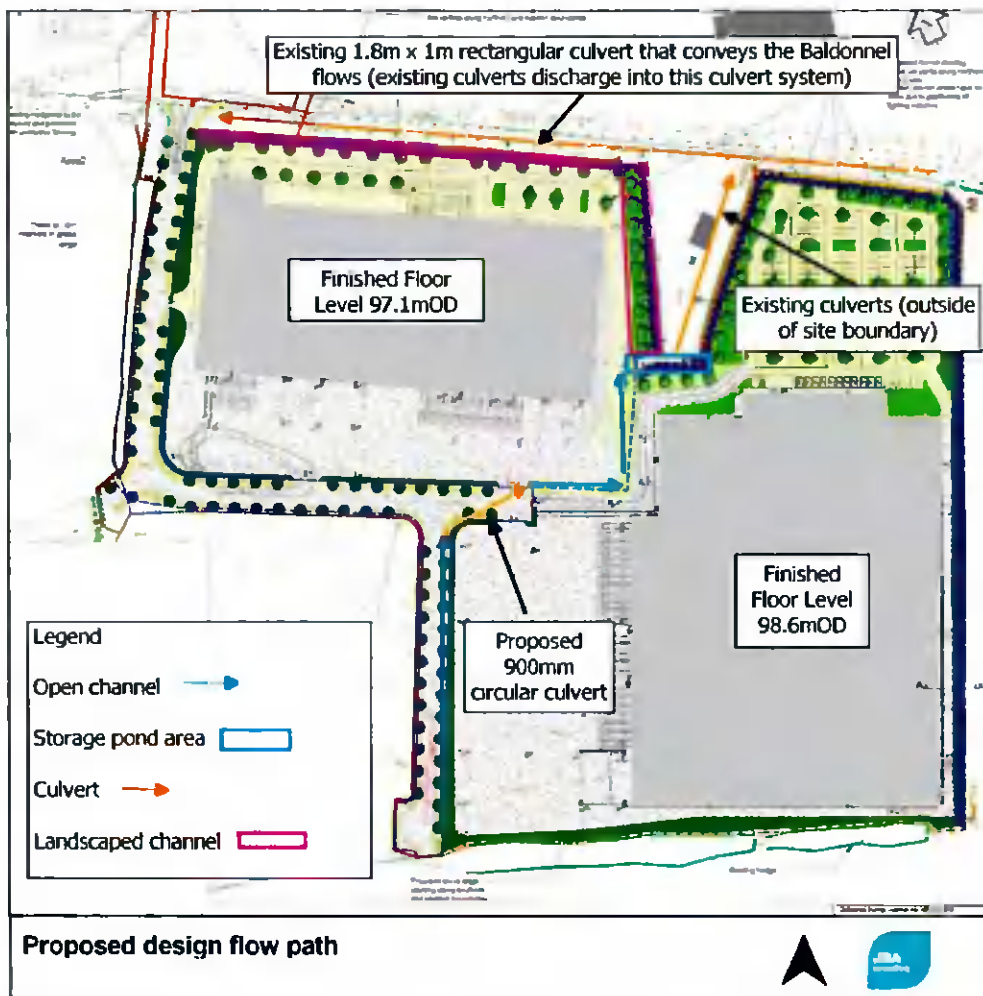 Existing 1.8m x 1m rectangular culvert that conveys the Baldonnel
flows (existing culverts discharge into this culvert system)
Finished Floor
Level 97.1mOD
Existing culverts (outside
of site boundary)
Finished
Floor Level
98.6mOD
Proposed
900mm
circular culvert
Legend
Open channel
Storage pond area
Culvert
Landscaped channel
Proposed design flow path
JBA
consulting